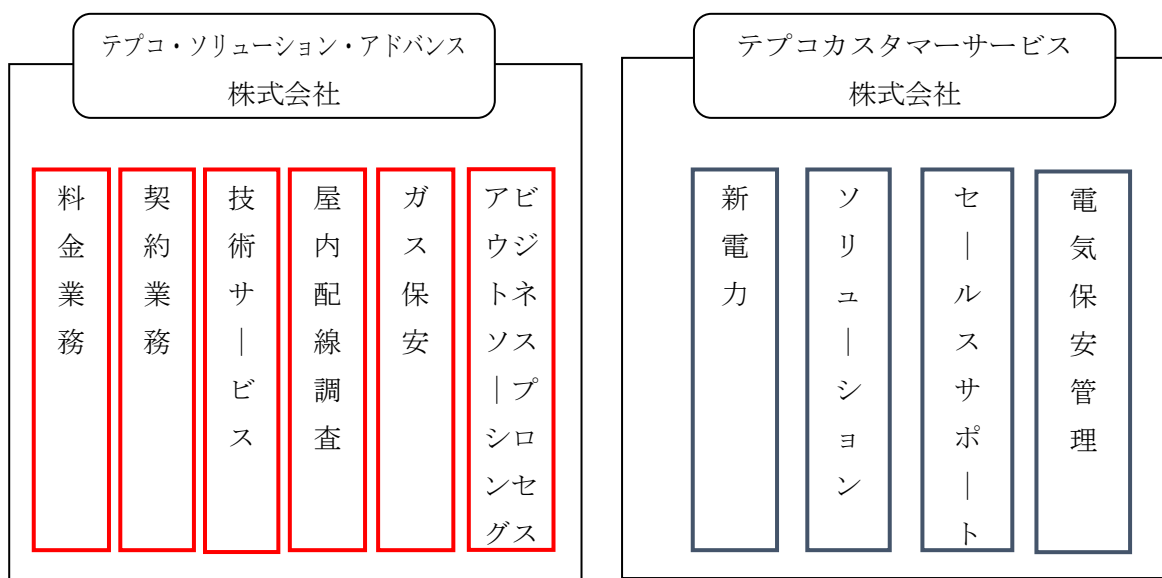 テプコ・ソリューション・アドバンス
株式会社
料金業務
契約業務
技術サービス
屋内配線調査
ガス保安
ビジネスプロセス
アウトソーシング
テプコカスタマーサービス
株式会社
新電力
ソリューション
セールスサポート
電気保安管理